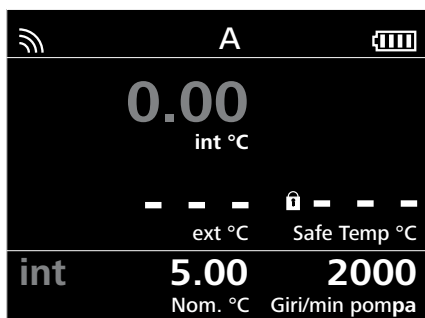 A
0.00
int °C
– – – – – –
ext °C Safe Temp °C
int 5.00 2000
Nom. °C Giri/min pompa